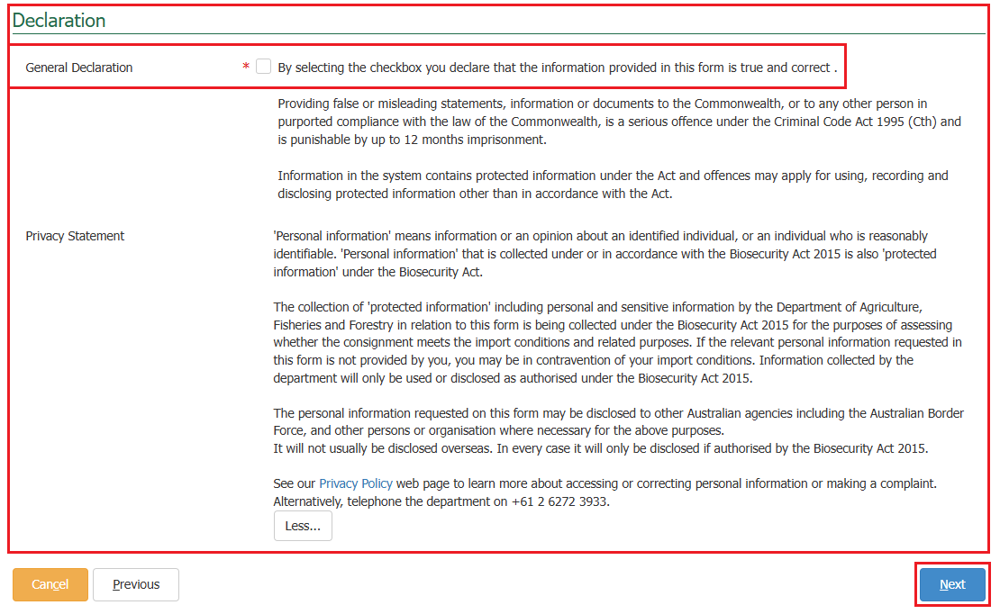 Declaration
General Declaration * By selecting the checkbox you declare that the information provided in this form is true and correct .
Providing false or misleading statements, information or documents to the Commonwealth, or to any other person in
purported compliance with the law of the Commonwealth, is a serious offence under the Criminal Code Act 1995 (Cth) and
is punishable by up to 12 months imprisonment.
Information in the system contains protected information under the Act and offences may apply for using, recording and
disclosing protected information other than in accordance with the Act.
Privacy Statement 'Personal information' means information or an opinion about an identified individual, or an individual who is reasonably
identifiable. 'Personal information' that is collected under or in accordance with the Biosecurity Act 2015 is also 'protected
information' under the Biosecurity Act.
The collection of 'protected information' including personal and sensitive information by the Department of Agriculture,
Fisheries and Forestry in relation to this form is being collected under the Biosecurity Act 2015 for the purposes of assessing
whether the consignment meets the import conditions and related purposes. If the relevant personal information requested in
this form is not provided by you, you may be in contravention of your import conditions. Information collected by the
department will only be used or disclosed as authorised under the Biosecurity Act 2015.
The personal information requested on this form may be disclosed to other Australian agencies including the Australian Border
Force, and other persons or organisation where necessary for the above purposes.
It will not usually be disclosed overseas. In every case it will only be disclosed if authorised by the Biosecurity Act 2015.
See our Privacy Policy web page to learn more about accessing or correcting personal information or making a complaint.
Alternatively, telephone the department on +61 2 6272 3933.
Less...
Cancel Previous Next